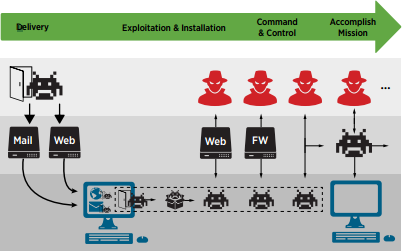 Delivery
Exploitation & Installation
Command
& Control
Accomplish
Mission
...
Mail
Web
Web
FW